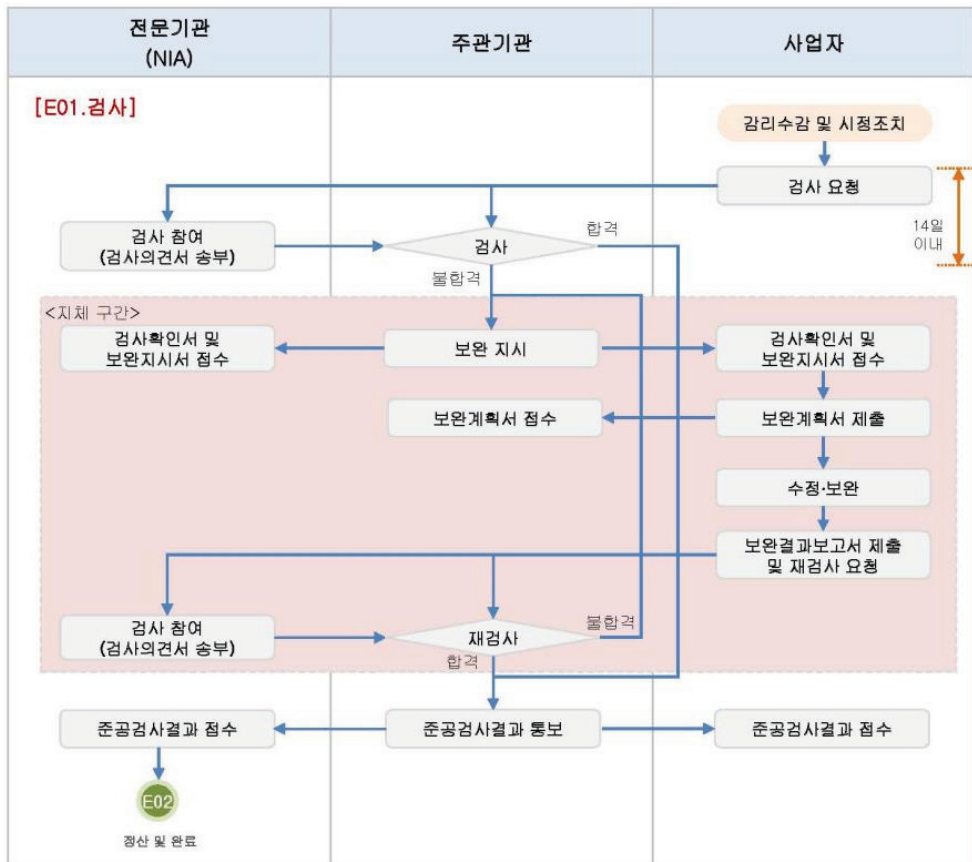 전문기관
(NIA)
주관기관
사업자
[E01.검사]
감리수감 및 시정조치
검사 요청
14일
이내
검사 참여
(검사의견서 송부)
검사
합격
불합격
<지체 구간>
검사확인서 및
보완지시서 접수
보완 지시
검사확인서 및
보완지시서 접수
보완계획서 접수
보완계획서 제출
수정·보완
보완결과보고서 제출
및 재검사 요청
검사 참여
(검사의견서 송부)
재검사
불합격
합격
준공검사결과 접수
준공검사결과 통보
준공검사결과 접수
E02
정산 및 완료